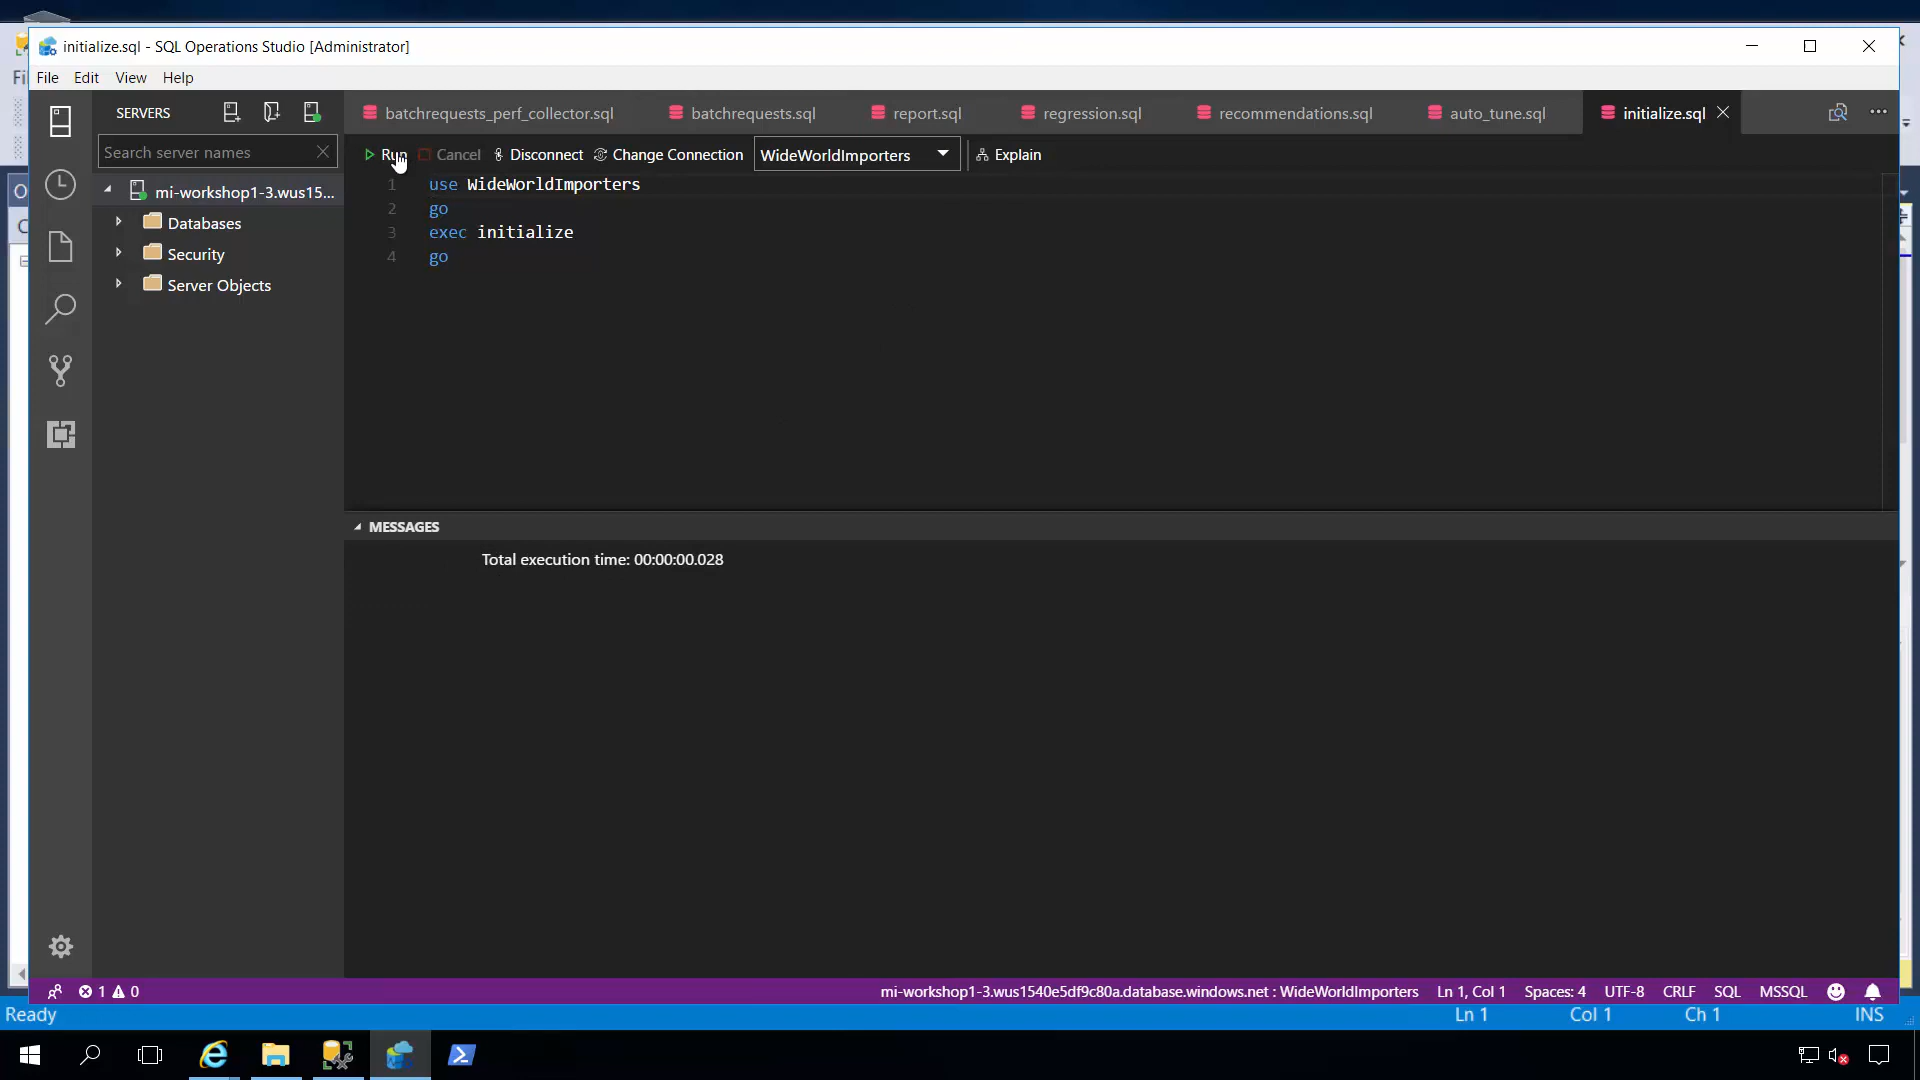 initialize.sql - SQL Operations Studio [Administrator]
File Edit View Help
SERVERS
batchrequests_perf_collector.sql batchrequests.sql report.sql regression.sql recommendations.sql auto_tune.sql initialize.sql
Search server names
Run Cancel Disconnect Change Connection WideWorldImporters Explain
mi-workshop1-3.wus15...
Databases
Security
Server Objects
1 use WideWorldImporters
2 go
3 exec initialize
4 go
MESSAGES
Total execution time: 00:00:00.028
1 0 mi-workshop1-3.wus1540e5df9c80a.database.windows.net : WideWorldImporters Ln 1, Col 1 Spaces: 4 UTF-8 CRLF SQL MSSQL
Ready Ln 1 Col 1 Ch 1 INS